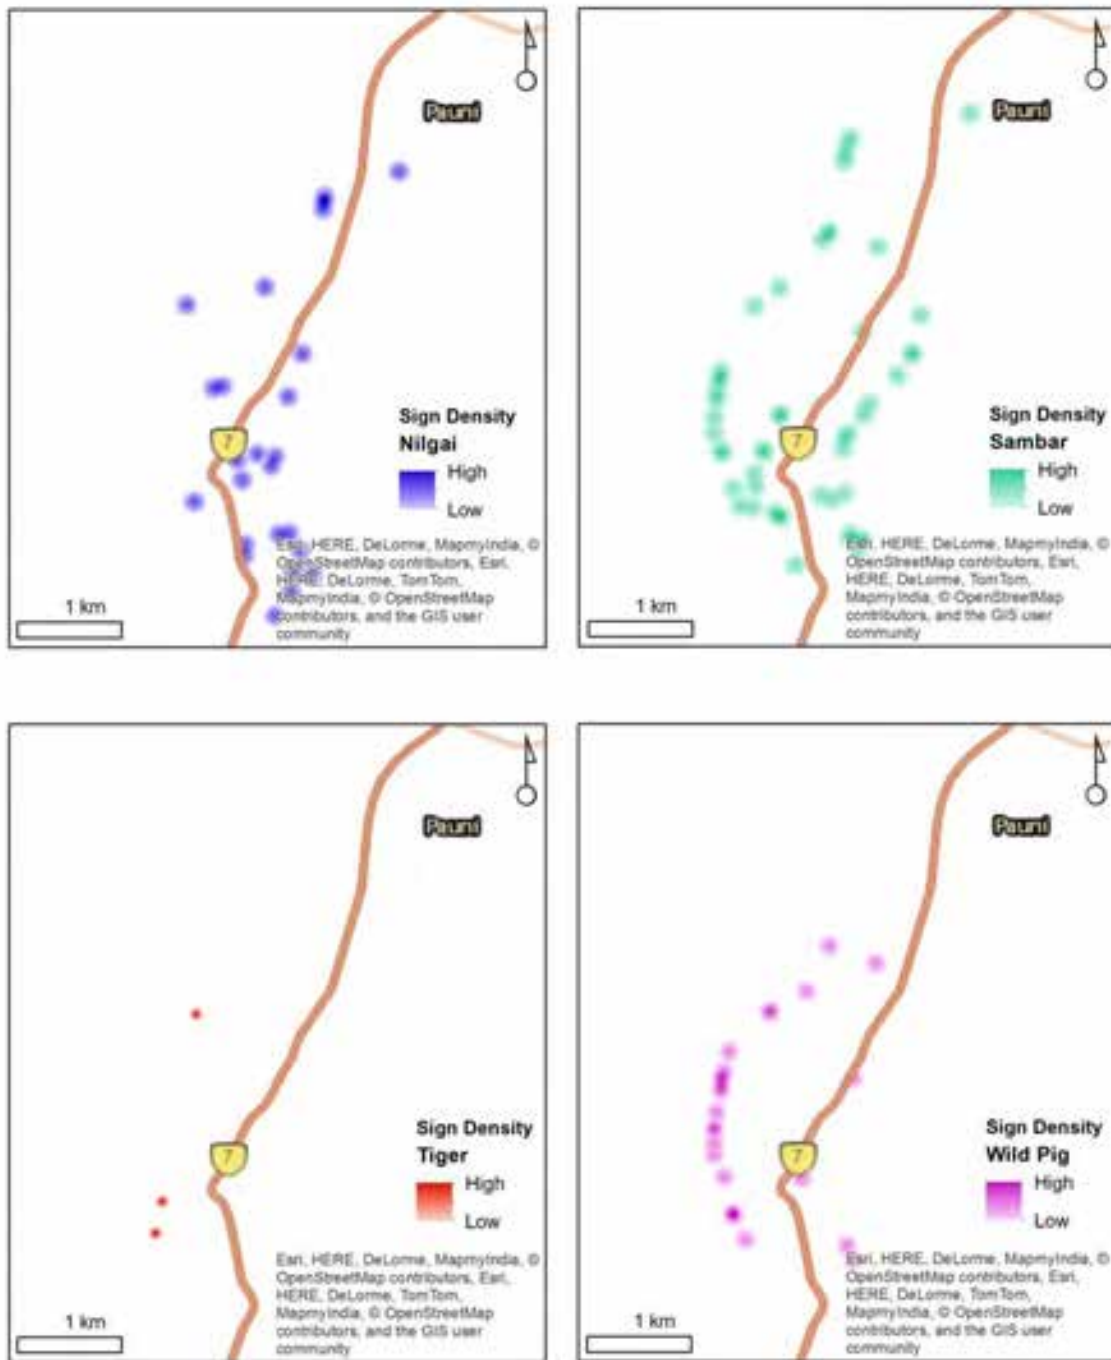 Pauni
7
Sign Density
Nilgai
High
Low
1 km
Esri, HERE, DeLorme, MapmyIndia, ©
OpenStreetMap contributors, Esri,
HERE, DeLorme, TomTom,
MapmyIndia, © OpenStreetMap
contributors, and the GIS user
community
Pauni
7
Sign Density
Sambar
High
Low
1 km
Esri, HERE, DeLorme, MapmyIndia, ©
OpenStreetMap contributors, Esri,
HERE, DeLorme, TomTom,
MapmyIndia, © OpenStreetMap
contributors, and the GIS user
community
Pauni
7
Sign Density
Tiger
High
Low
1 km
Esri, HERE, DeLorme, MapmyIndia, ©
OpenStreetMap contributors, Esri,
HERE, DeLorme, TomTom,
MapmyIndia, © OpenStreetMap
contributors, and the GIS user
community
Pauni
7
Sign Density
Wild Pig
High
Low
1 km
Esri, HERE, DeLorme, MapmyIndia, ©
OpenStreetMap contributors, Esri,
HERE, DeLorme, TomTom,
MapmyIndia, © OpenStreetMap
contributors, and the GIS user
community